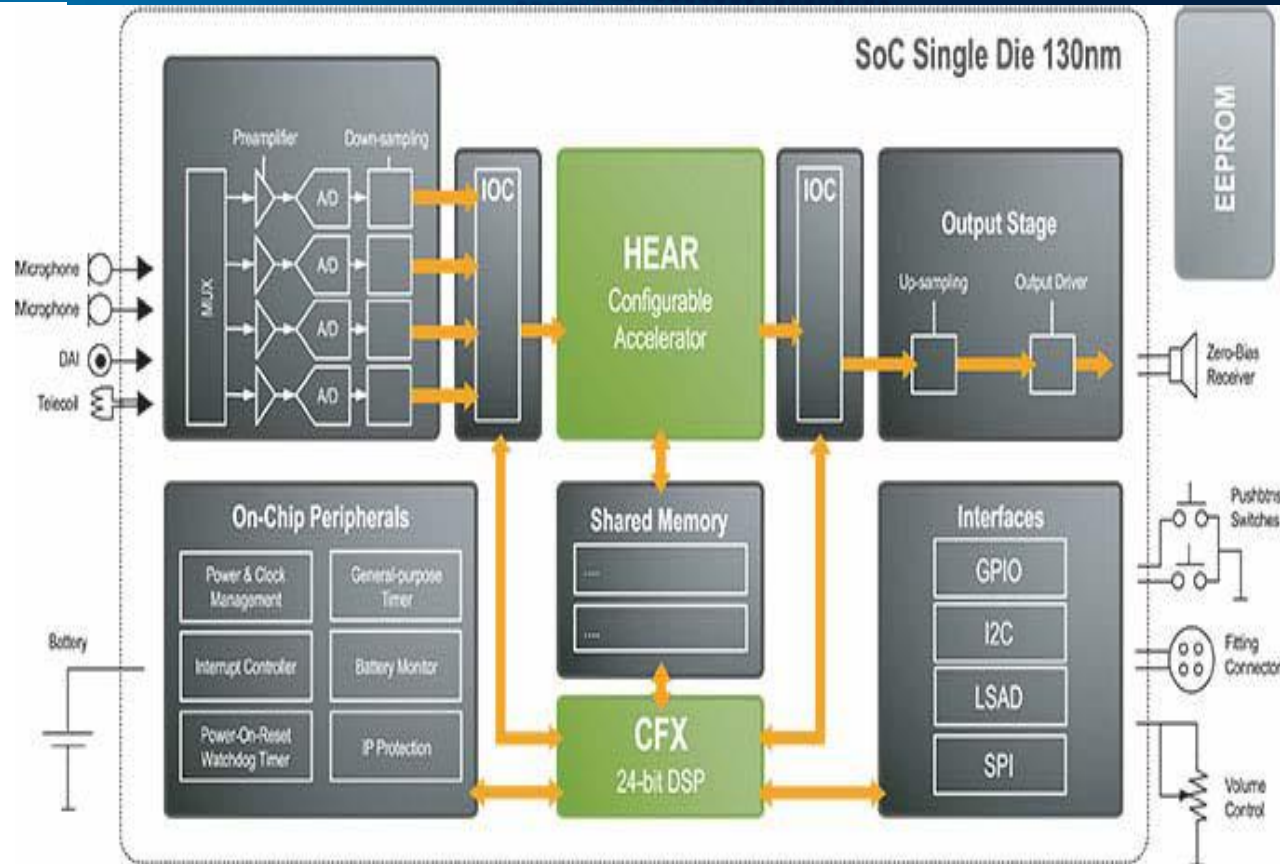 SoC Single Die 130nm
EEPROM
Preamplifier
Down-sampling
MUX
A/D
A/D
A/D
A/D
IOC
HEAR
Configurable
Accelerator
IOC
Output Stage
Up-sampling
Output Driver
Microphone
Microphone
DAI
Telecoil
Zero-Bias
Receiver
On-Chip Peripherals
Power & Clock
Management
General-purpose
Timer
Interrupt Controller
Battery Monitor
Power-On-Reset
Watchdog Timer
IP Protection
Battery
Shared Memory
....
....
CFX
24-bit DSP
Interfaces
GPIO
I2C
LSAD
SPI
Pushbtns
Switches
Fitting
Connector
Volume
Control